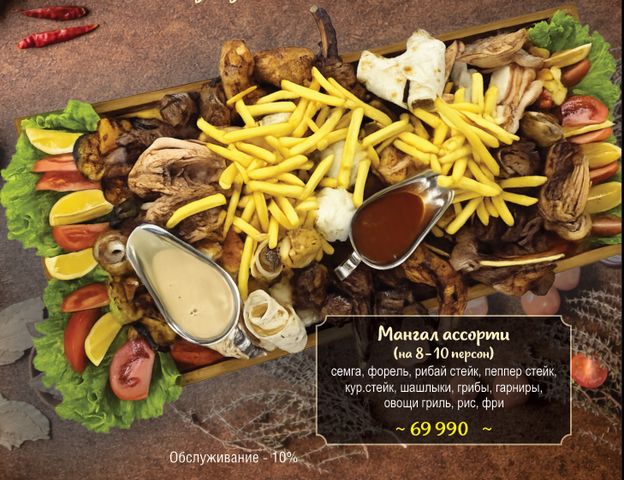 Мангал ассорти
(на 8-10 персон)
семга, форель, рибай стейк, пеппер стейк,
кур.стейк, шашлыки, грибы, гарниры,
овощи гриль, рис, фри
~ 69 990 ~
Обслуживание - 10%